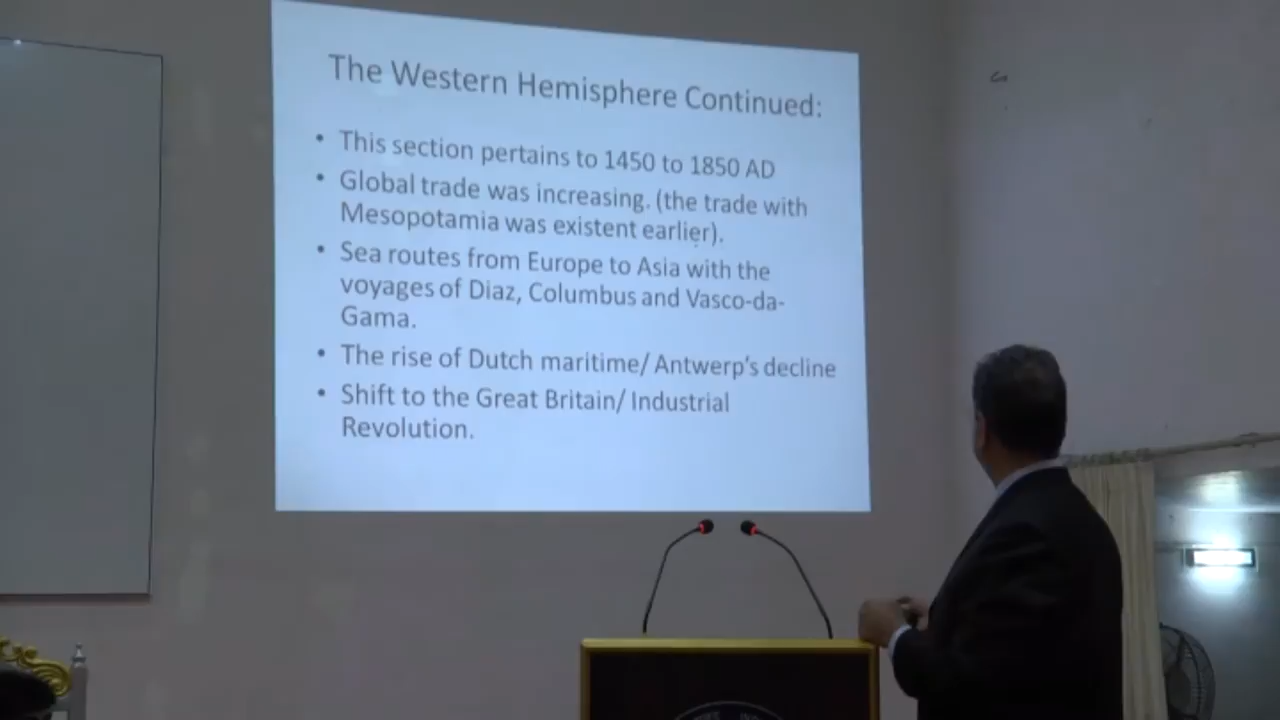 The Western Hemisphere Continued:
• This section pertains to 1450 to 1850 AD
• Global trade was increasing. (the trade with
Mesopotamia was existent earlier).
• Sea routes from Europe to Asia with the
voyages of Diaz, Columbus and Vasco-da-
Gama.
• The rise of Dutch maritime/ Antwerp's decline
• Shift to the Great Britain/ Industrial
Revolution.